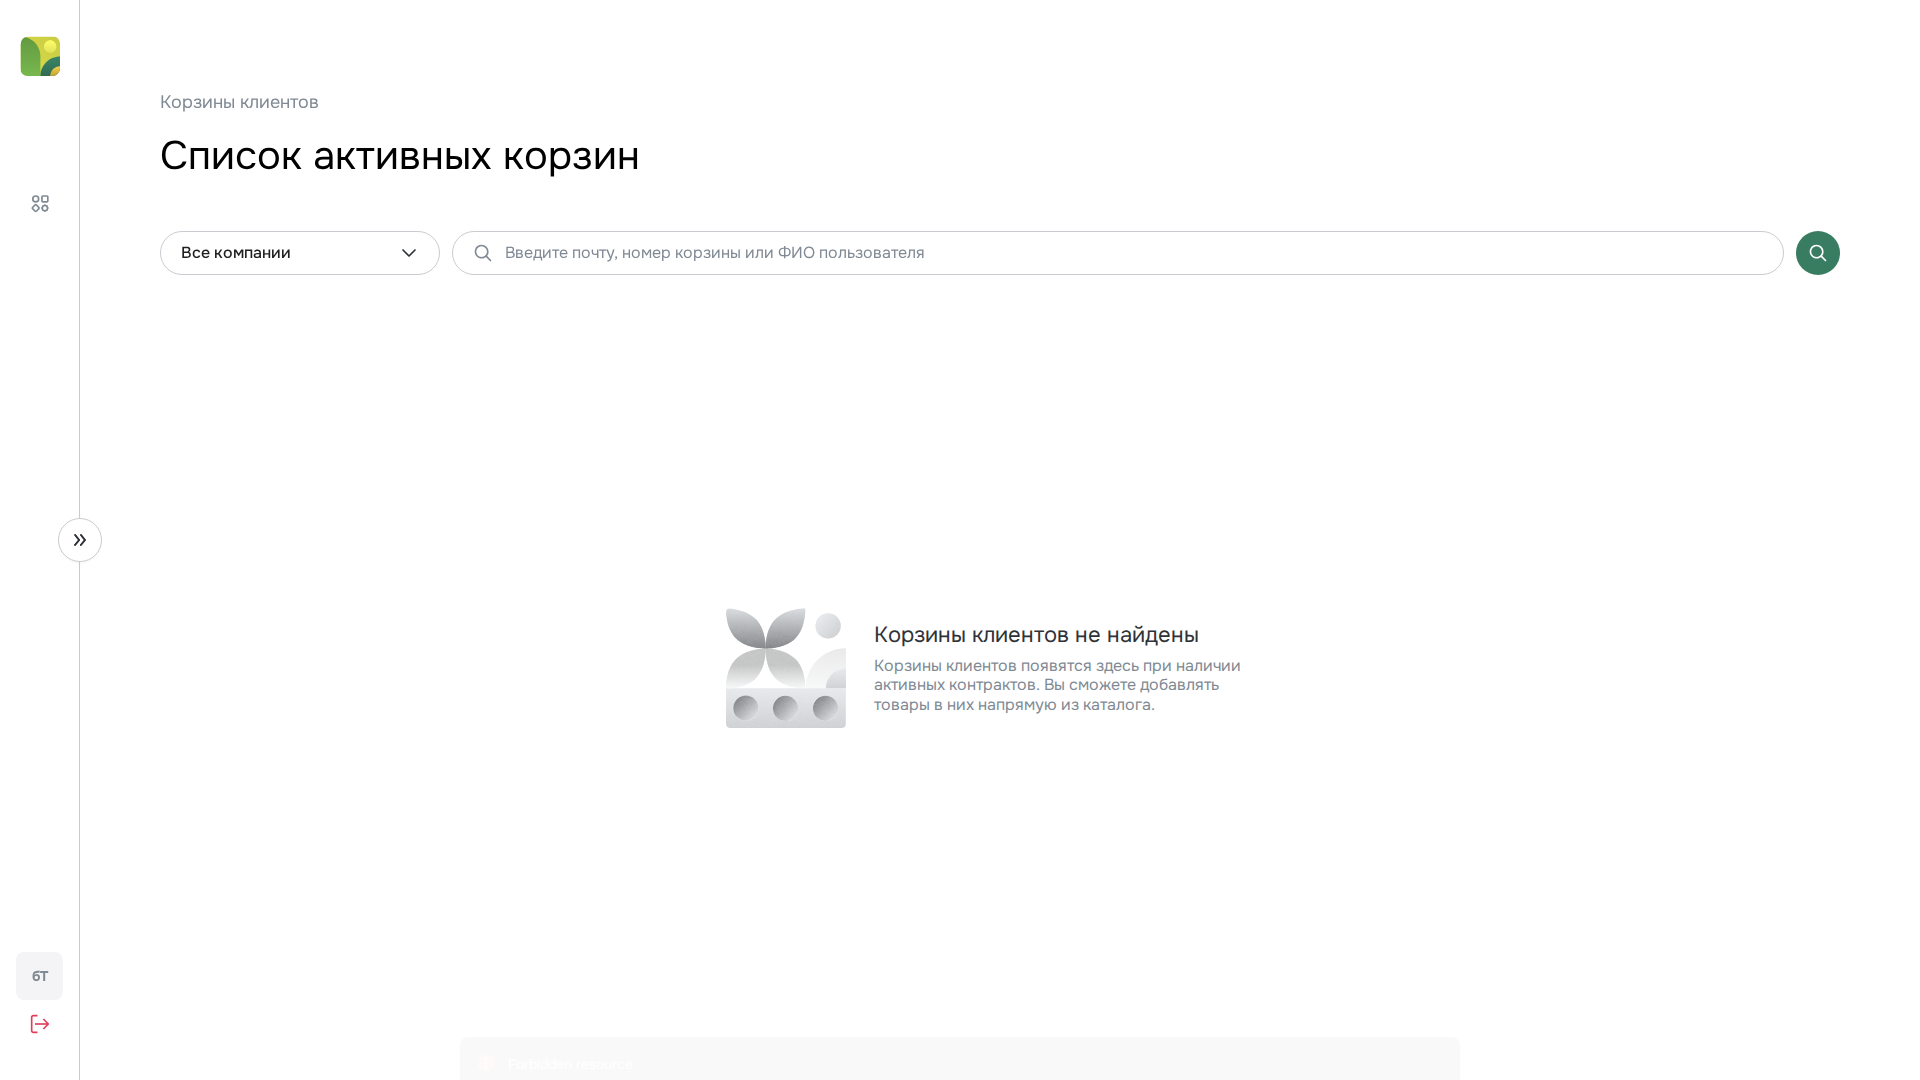 Корзины клиентов
Список активных корзин
Все компании
Введите почту, номер корзины или ФИО пользователя
Корзины клиентов не найдены
Корзины клиентов появятся здесь при наличии
активных контрактов. Вы сможете добавлять
товары в них напрямую из каталога.
бТ